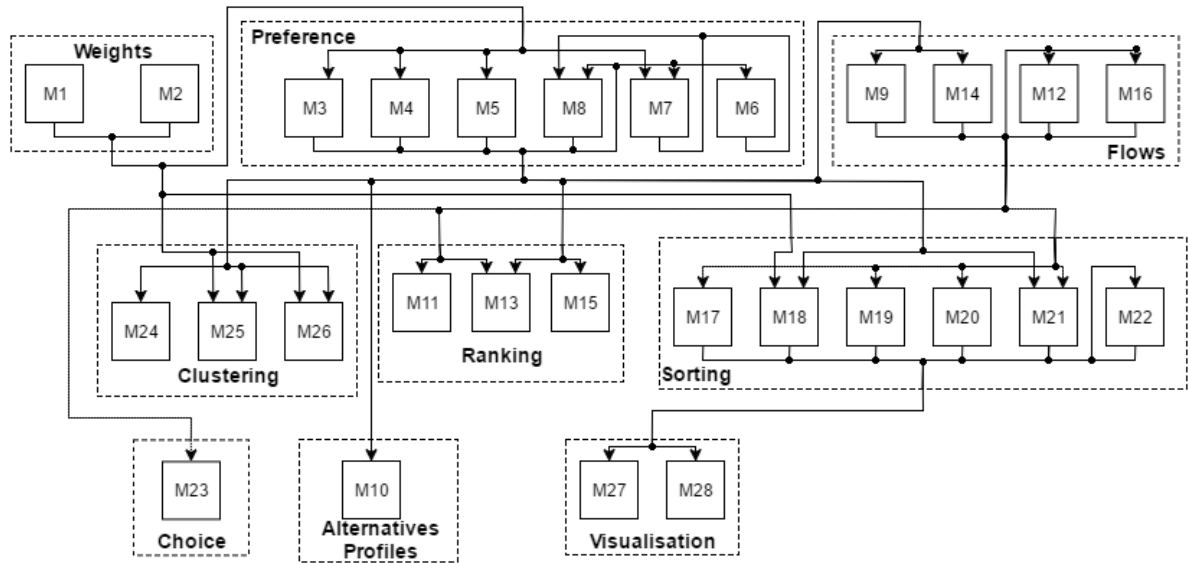 Weights
M1 M2
Preference
M3 M4 M5 M8 M7 M6
M9 M14 M12 M16
Flows
M24 M25 M26
Clustering
M11 M13 M15
Ranking
M17 M18 M19 M20 M21 M22
Sorting
M23
Choice
M10
Alternatives
Profiles
M27 M28
Visualisation